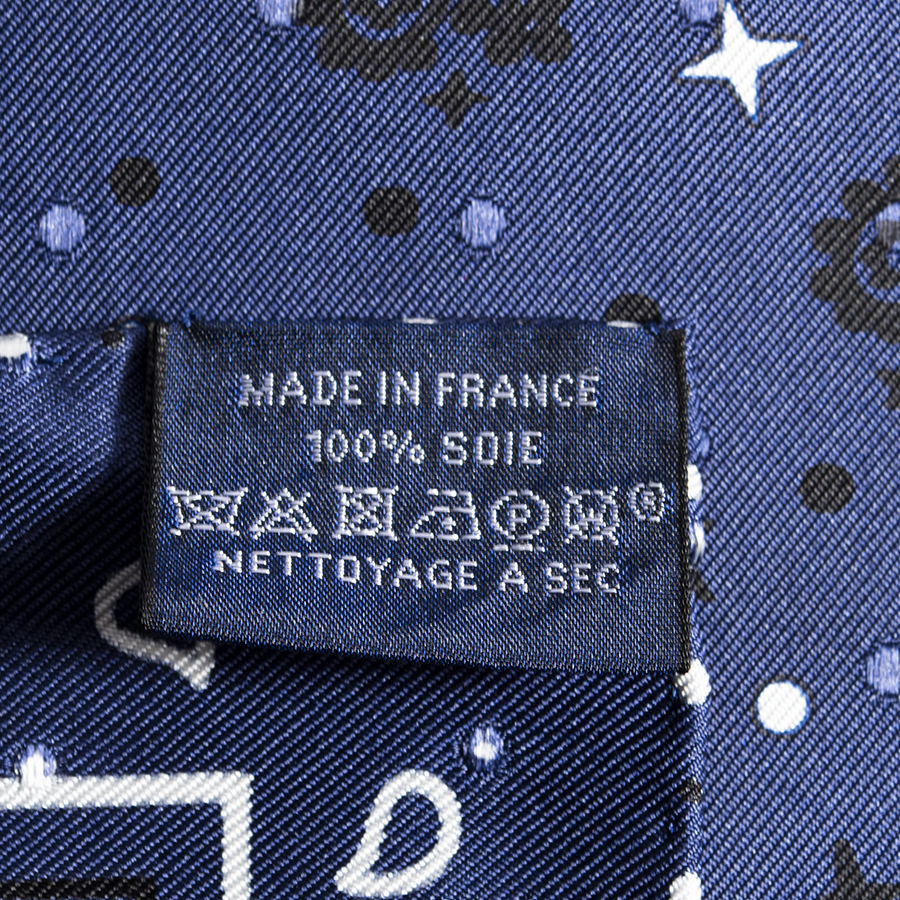 MADE IN FRANCE
100% SOIE
P W ®
NETTOYAGE A SEC